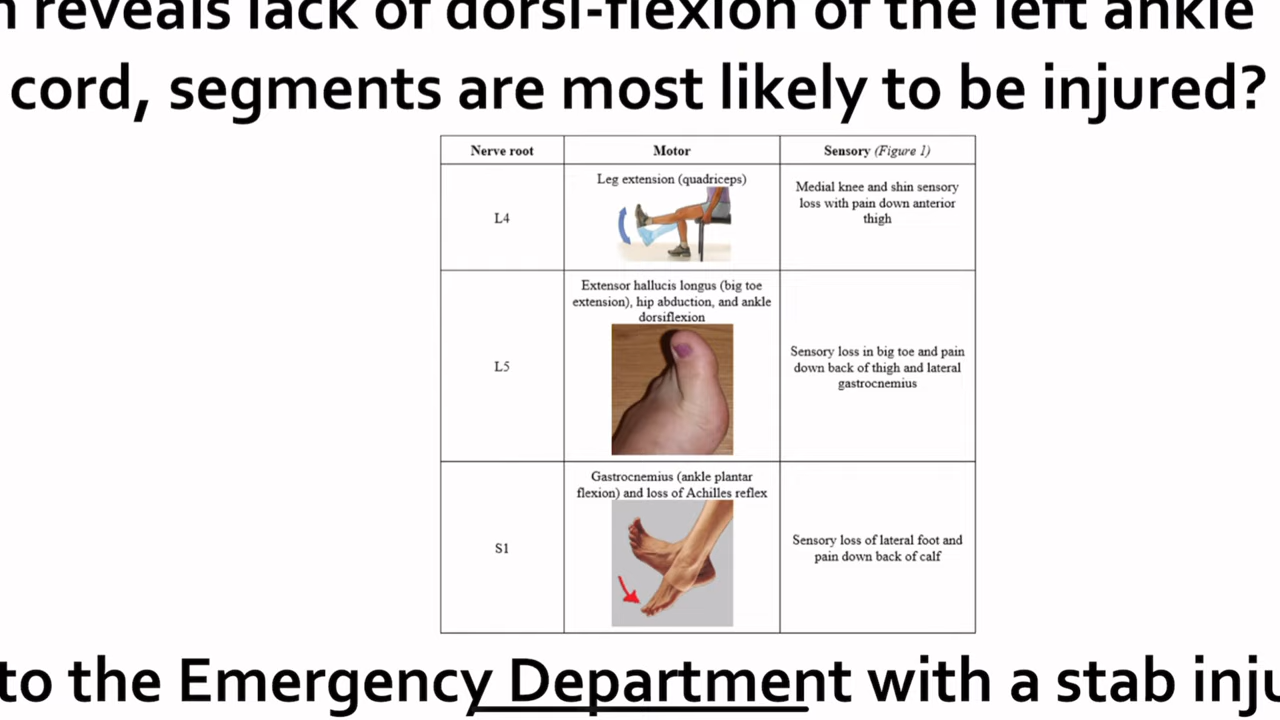 n reveals lack of dorsi-flexion of the left ankle
cord, segments are most likely to be injured?
Nerve root Motor Sensory (Figure 1)
Leg extension (quadriceps)
L4
Medial knee and shin sensory
loss with pain down anterior
thigh
Extensor hallucis longus (big toe
extension), hip abduction, and ankle
dorsiflexion
L5
Sensory loss in big toe and pain
down back of thigh and lateral
gastrocnemius
Gastrocnemius (ankle plantar
flexion) and loss of Achilles reflex
S1
Sensory loss of lateral foot and
pain down back of calf
to the Emergency Department with a stab inju